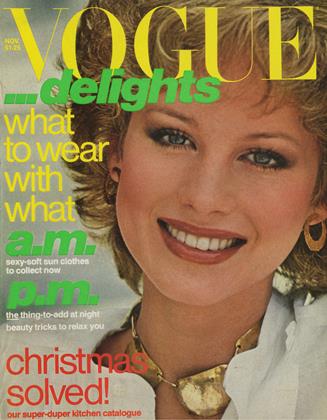 VOGUE
NOV.
$1.25
...delights
what
to wear
with
what
a.m.
sexy-soft sun clothes
to collect now
p.m.
the thing-to-add at night
beauty tricks to relax you
christmas
solved!
our super-duper kitchen catalogue